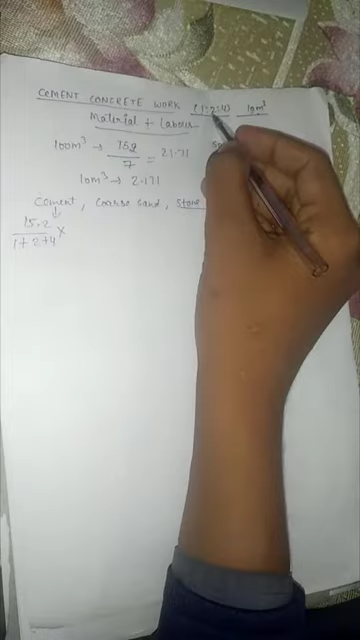 CEMENT CONCRETE WORK (1:2:4) 10m³
Material + Labour
100m³ → 152/7 = 21.71
10m³ → 2.171
Cement, Coarse Sand, Stone
15.2/1+2+4 ×